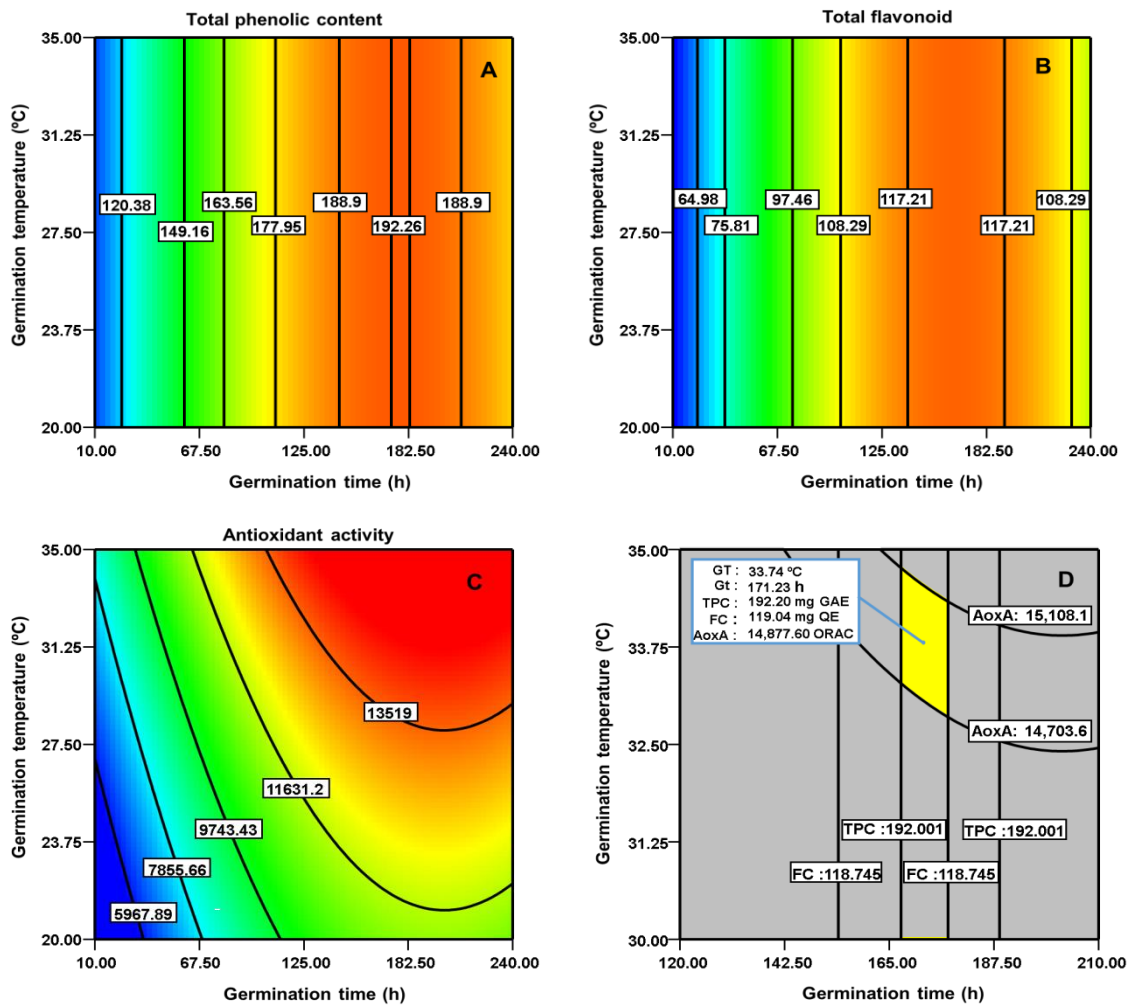 Total phenolic content
35.00
31.25
27.50
23.75
20.00
Germination temperature (ºC)
A
120.38
149.16
163.56
177.95
188.9
192.26
188.9
10.00
67.50
125.00
182.50
240.00
Germination time (h)
Total flavonoid
35.00
31.25
27.50
23.75
20.00
Germination temperature (ºC)
B
64.98
75.81
97.46
108.29
117.21
117.21
108.29
10.00
67.50
125.00
182.50
240.00
Germination time (h)
Antioxidant activity
35.00
31.25
27.50
23.75
20.00
Germination temperature (ºC)
C
13519
11631.2
9743.43
7855.66
5967.89
10.00
67.50
125.00
182.50
240.00
Germination time (h)
35.00
33.75
32.50
31.25
30.00
Germination temperature (ºC)
D
GT : 33.74 ºC
Gt : 171.23 h
TPC : 192.20 mg GAE
FC : 119.04 mg QE
AoxA : 14,877.60 ORAC
AoxA: 15,108.1
AoxA: 14,703.6
TPC :192.001
TPC :192.001
FC :118.745
FC :118.745
120.00
142.50
165.00
187.50
210.00
Germination time (h)